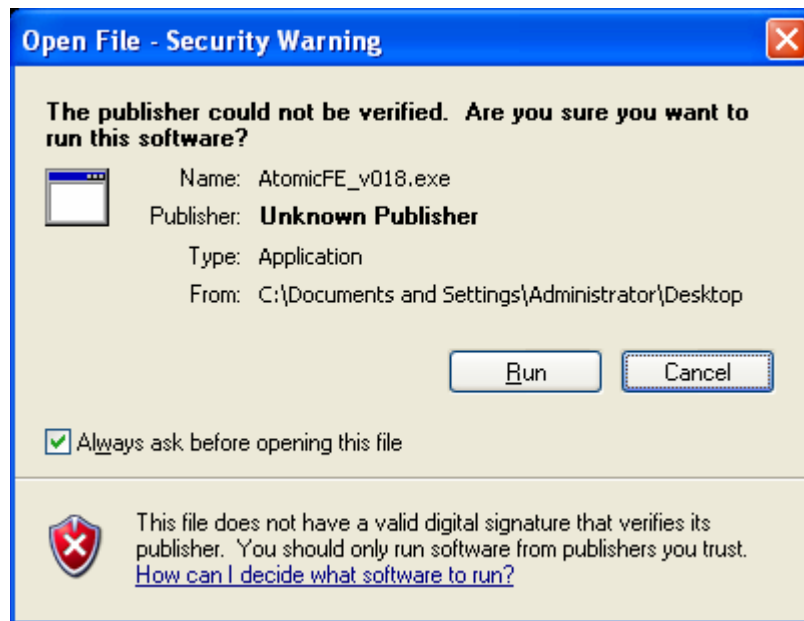 Open File - Security Warning
The publisher could not be verified. Are you sure you want to
run this software?
Name: AtomicFE_v018.exe
Publisher: Unknown Publisher
Type: Application
From: C:\Documents and Settings\Administrator\Desktop
Run Cancel
Always ask before opening this file
This file does not have a valid digital signature that verifies its
publisher. You should only run software from publishers you trust.
How can I decide what software to run?